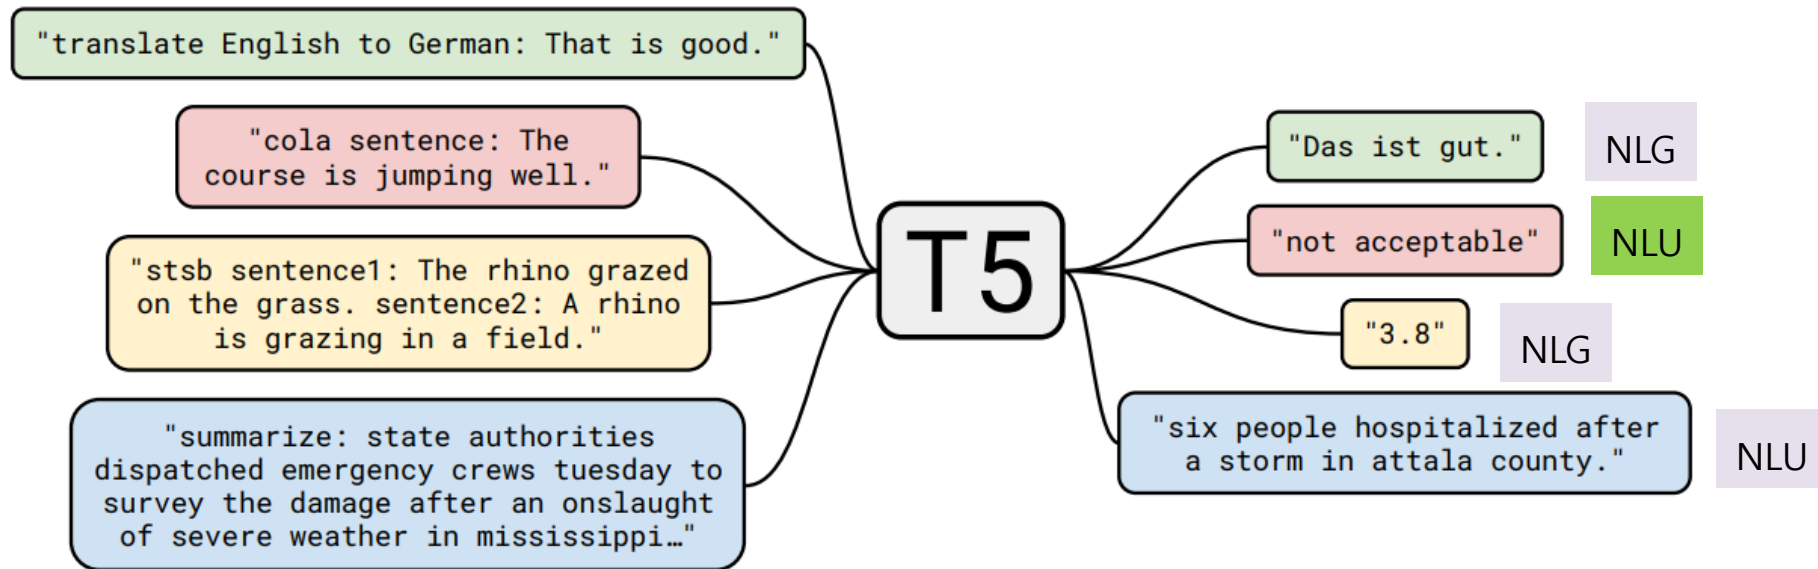 "translate English to German: That is good."
"cola sentence: The
course is jumping well."
"stsb sentence1: The rhino grazed
on the grass. sentence2: A rhino
is grazing in a field."
"summarize: state authorities
dispatched emergency crews tuesday to
survey the damage after an onslaught
of severe weather in mississippi…"
T5
"Das ist gut."
NLG
"not acceptable"
NLU
"3.8"
NLG
"six people hospitalized after
a storm in attala county."
NLU